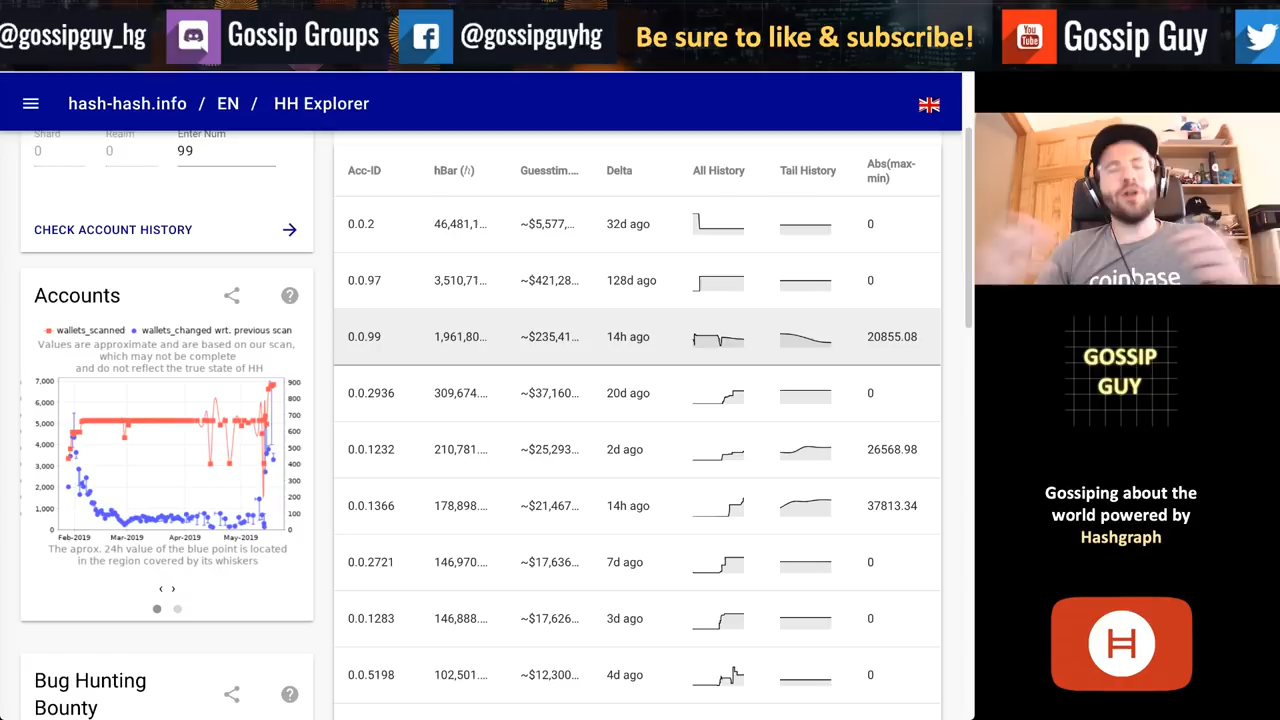 @gossipguy_hg
Gossip Groups
@gossipguyhg
Be sure to like & subscribe!
You Tube
Gossip Guy
hash-hash.info / EN / HH Explorer
Shard
Realm
Enter Num
0
0
99
CHECK ACCOUNT HISTORY
Accounts
wallets_scanned
wallets_changed wrt. previous scan
Values are approximate and are based on our scan,
which may not be complete
and do not reflect the true state of HH
7,000
6,000
5,000
4,000
3,000
2,000
1,000
0
900
800
700
600
500
400
300
200
100
0
Feb-2019
Mar-2019
Apr-2019
May-2019
The aprox. 24h value of the blue point is located
in the region covered by its whiskers
Bug Hunting
Bounty
Acc-ID hBar (ℏ) Guesstim.... Delta All History Tail History Abs(max-
min)
0.0.2 46,481,1... ~$5,577,... 32d ago 0
0.0.97 3,510,71... ~$421,28... 128d ago 0
0.0.99 1,961,80... ~$235,41... 14h ago 20855.08
0.0.2936 309,674.... ~$37,160... 20d ago 0
0.0.1232 210,781.... ~$25,293... 2d ago 26568.98
0.0.1366 178,898.... ~$21,467... 14h ago 37813.34
0.0.2721 146,970.... ~$17,636... 7d ago 0
0.0.1283 146,888.... ~$17,626... 3d ago 0
0.0.5198 102,501.... ~$12,300... 4d ago 0
coinbase
GOSSIP
GUY
Gossiping about the
world powered by
Hashgraph